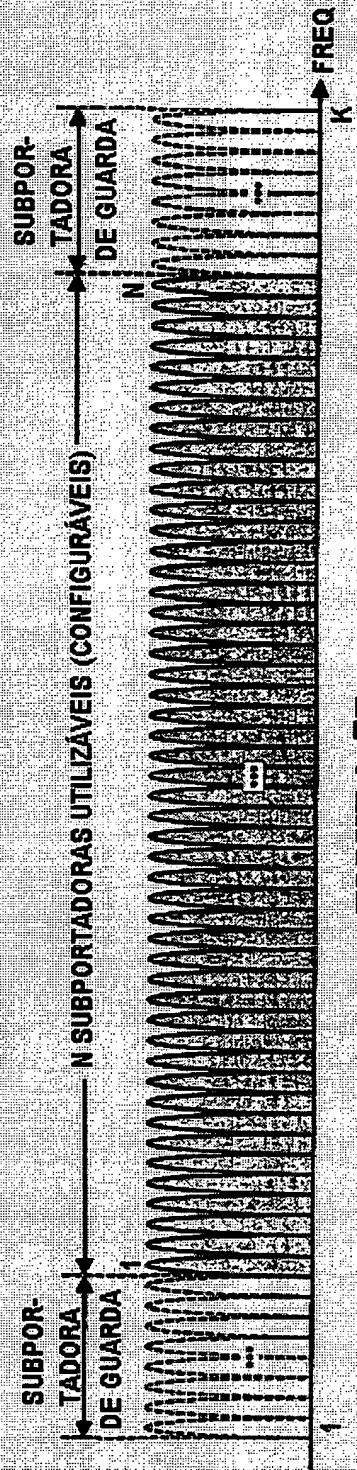 SUBPOR-
TADORA
DE GUARDA
N SUBPORTADORAS UTILIZÁVEIS (CONFIGURÁVEIS)
SUBPOR-
TADORA
DE GUARDA
1
N
1
K
FREQ